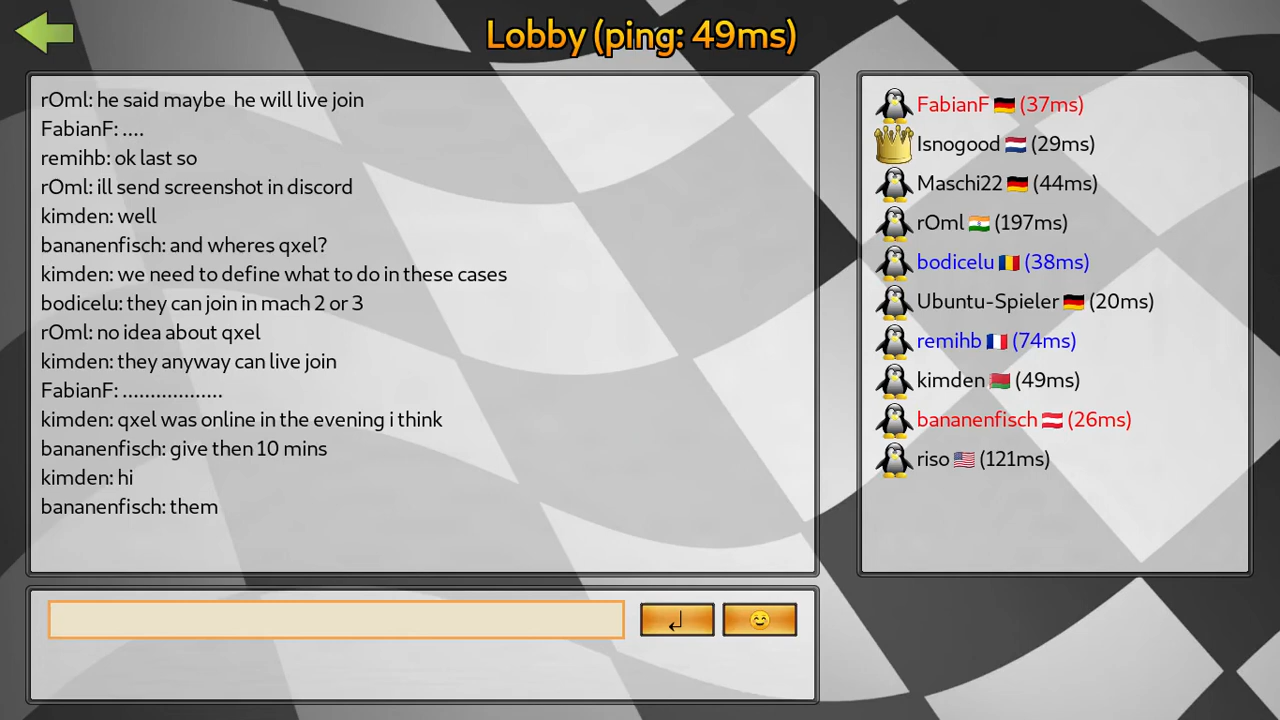 Lobby (ping: 49ms)
rOml: he said maybe  he will live join
FabianF: ....
remihb: ok last so
rOml: ill send screenshot in discord
kimden: well
bananenfisch: and wheres qxel?
kimden: we need to define what to do in these cases
bodicelu: they can join in mach 2 or 3
rOml: no idea about qxel
kimden: they anyway can live join
FabianF: ..................
kimden: qxel was online in the evening i think
bananenfisch: give then 10 mins
kimden: hi
bananenfisch: them
FabianF (37ms)
Isnogood (29ms)
Maschi22 (44ms)
rOml (197ms)
bodicelu (38ms)
Ubuntu-Spieler (20ms)
remihb (74ms)
kimden (49ms)
bananenfisch (26ms)
riso (121ms)